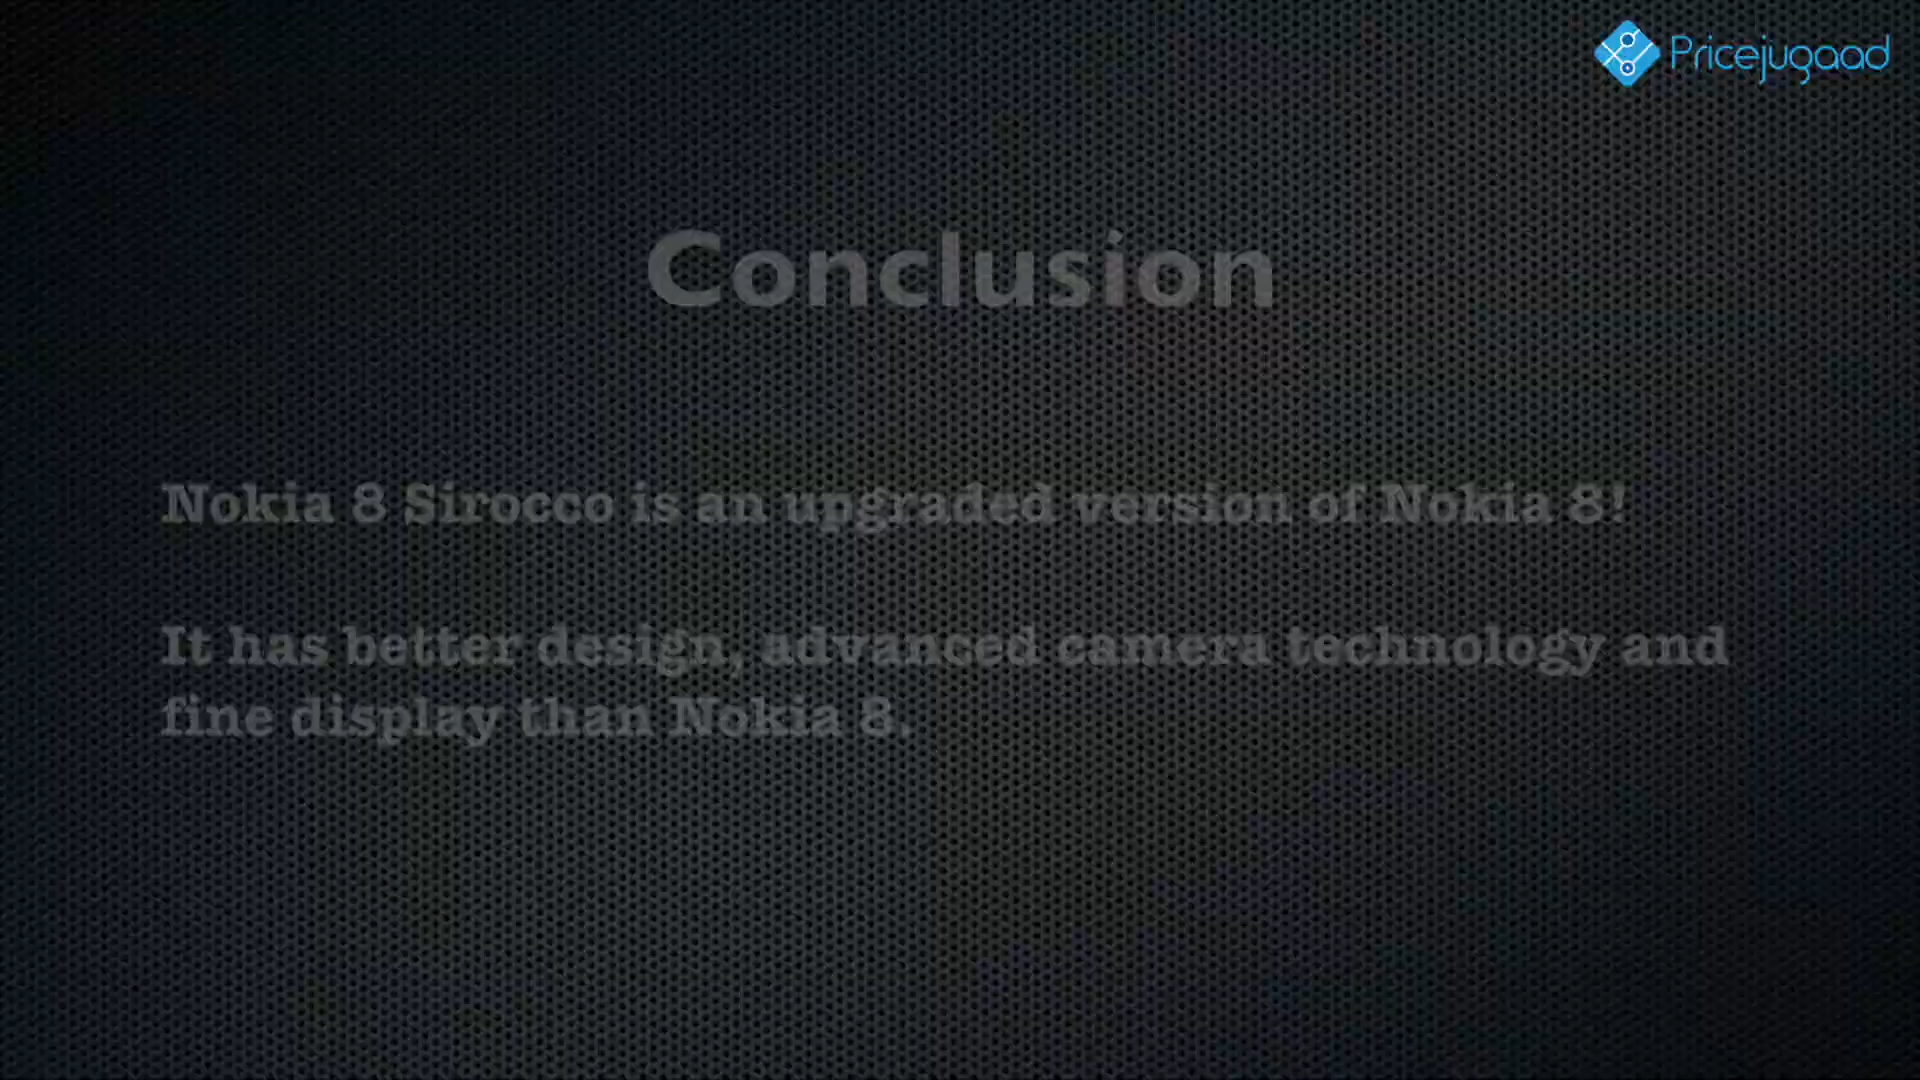 Pricejugaad
Conclusion
Nokia 8 Sirocco is an upgraded version of Nokia 8!
It has better design, advanced camera technology and
fine display than Nokia 8.